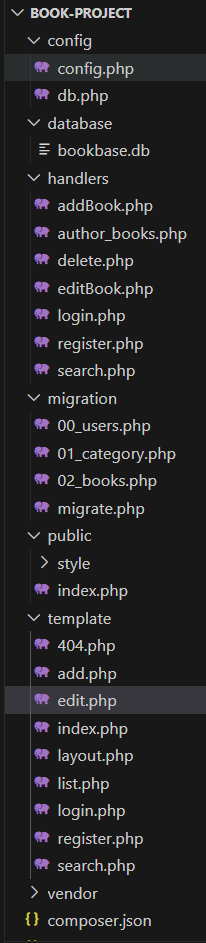 BOOK-PROJECT
config
config.php
db.php
database
bookbase.db
handlers
addBook.php
author_books.php
delete.php
editBook.php
login.php
register.php
search.php
migration
00_users.php
01_category.php
02_books.php
migrate.php
public
style
index.php
template
404.php
add.php
edit.php
index.php
layout.php
list.php
login.php
register.php
search.php
vendor
{} composer.json